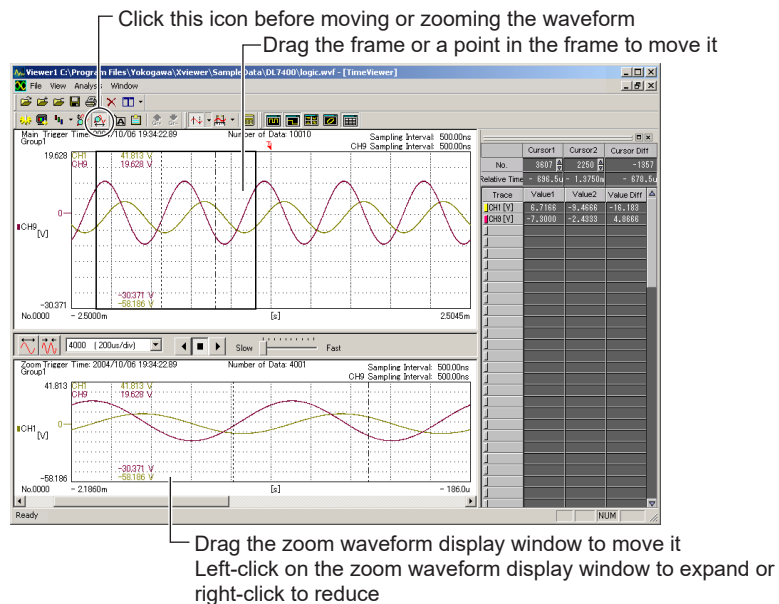 Click this icon before moving or zooming the waveform
Drag the frame or a point in the frame to move it
Viewer1 C:\Program Files\Yokogawa\Xviewer\SampleData\DL7400\logic.wvf - [TimeViewer]
File View Analysis Window
Main Trigger Time: 2004/10/06 19:34:22.89 Number of Data: 10010 Sampling Interval: 500.00ns
Group1 CH9 Sampling Interval: 500.00ns
19.628 CH1 41.813 V
CH9 19.628 V
0
CH9 [V]
-30.371 V
-30.371 -58.186 V
No.0000 - 2.5000m [s] 2.5045m
Cursor1 Cursor2 Cursor Diff
No. 3607 2250 -1357
Relative Time - 696.5u - 1.3750m - 678.5u
Trace Value1 Value2 Value Diff
CH1 [V] 6.7166 -9.4666 -16.183
CH9 [V] -7.3000 -2.4333 4.8666
4000 ( 200us/div) Slow Fast
Zoom Trigger Time: 2004/10/06 19:34:22.89 Number of Data: 4001 Sampling Interval: 500.00ns
Group1 CH9 Sampling Interval: 500.00ns
41.813 CH1 41.813 V
CH9 19.628 V
0
CH1 [V]
-30.371 V
-58.186 -58.186 V
No.0000 - 2.1860m [s] - 186.0u
Ready NUM
Drag the zoom waveform display window to move it
Left-click on the zoom waveform display window to expand or
right-click to reduce